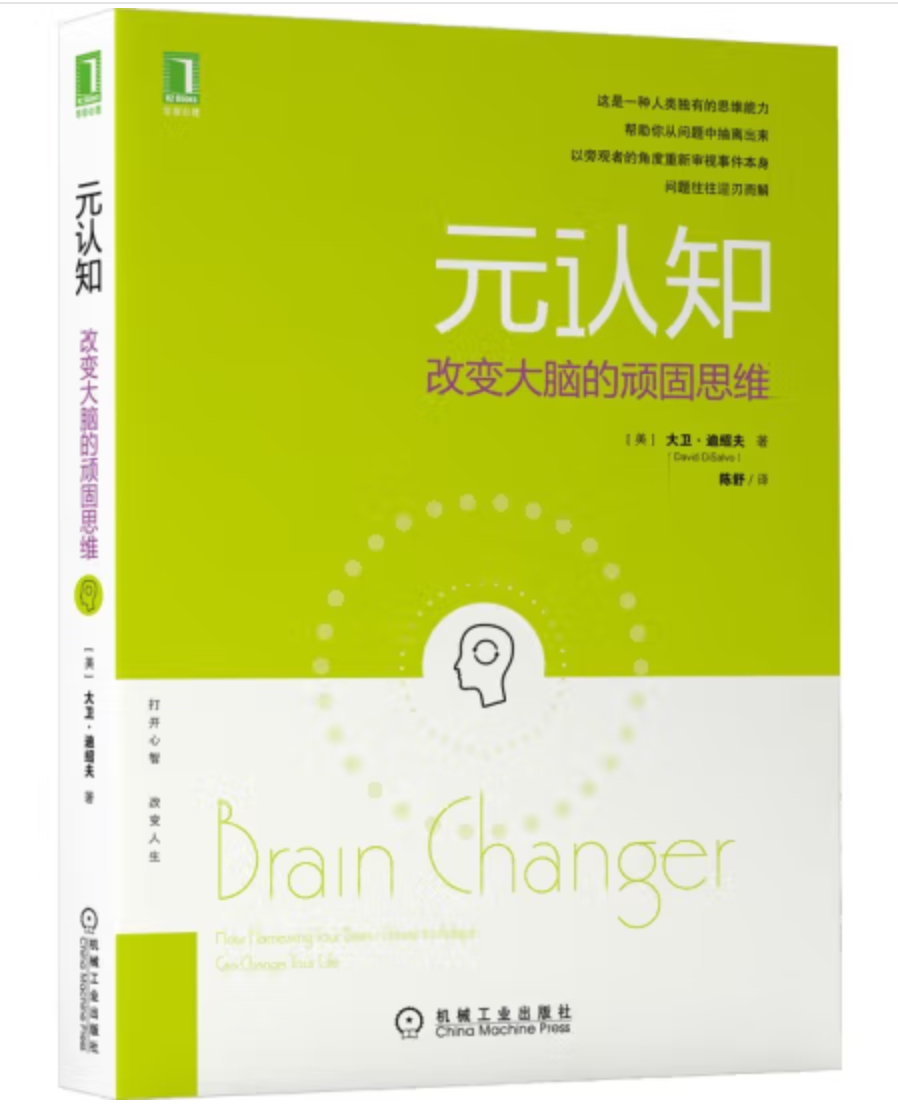 元认知
改变大脑的顽固思维
[美] 大卫·迪绍夫 著
机械工业出版社
China Machine Press
HZ Books
华章心理
这是一种人类独有的思维能力
帮助你从问题中抽离出来
以旁观者的角度重新审视事件本身
问题往往迎刃而解
元认知
改变大脑的顽固思维
[美] 大卫·迪绍夫 著
(David DiSalvo)
陈舒/译
打开心智 改变人生
Brain Changer
How Harnessing Your Brain's Power to Adapt
Can Change Your Life
机械工业出版社
China Machine Press